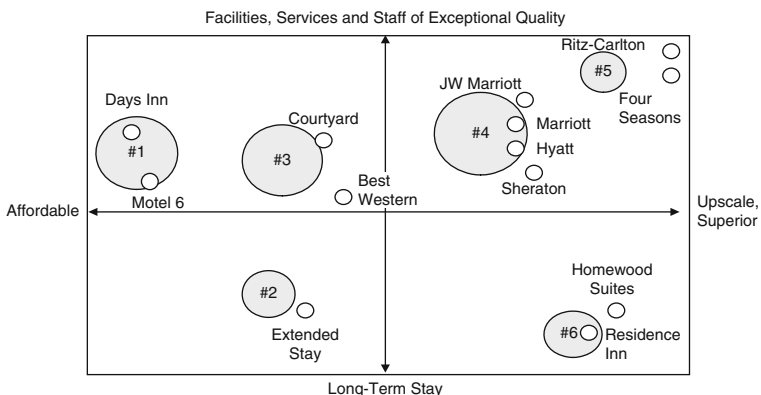 Facilities, Services and Staff of Exceptional Quality
Ritz-Carlton
#5
Four
Seasons
JW Marriott
Days Inn
Courtyard
Marriott
#4
#1
#3
Hyatt
Best
Western
Sheraton
Motel 6
Affordable
Upscale,
Superior
Homewood
Suites
#2
Extended
Stay
#6
Residence
Inn
Long-Term Stay